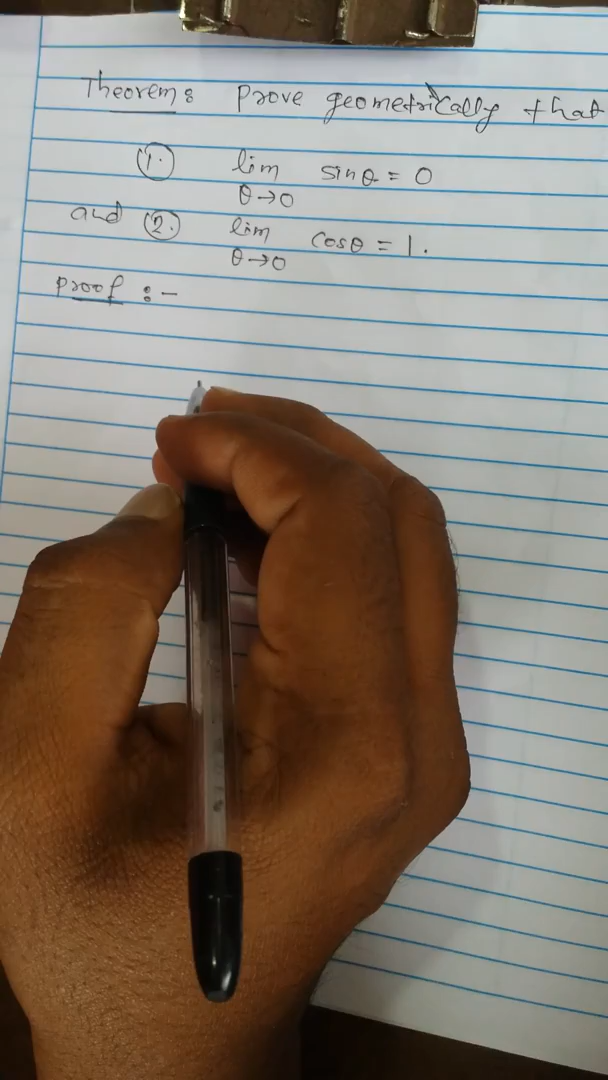 Theorem: Prove geometrically that
(1.) lim sinθ = 0
θ→0
and (2.) lim cosθ = 1.
θ→0
Proof :-